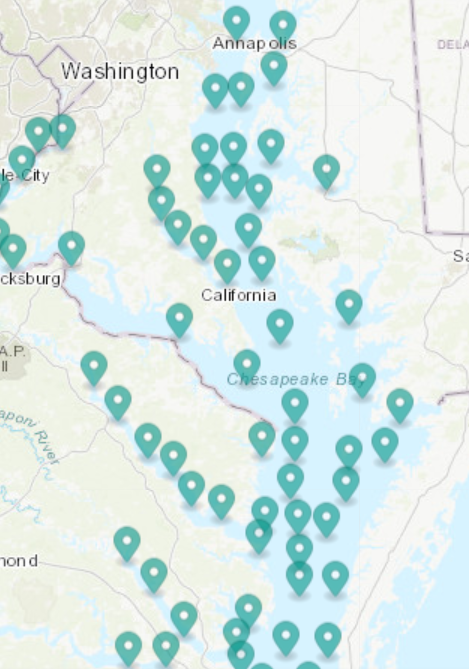 Annapolis
DELA
Washington
le City
Sa
cksburg
California
A.P.
ll
Chesapeake Bay
apon/ River
mond